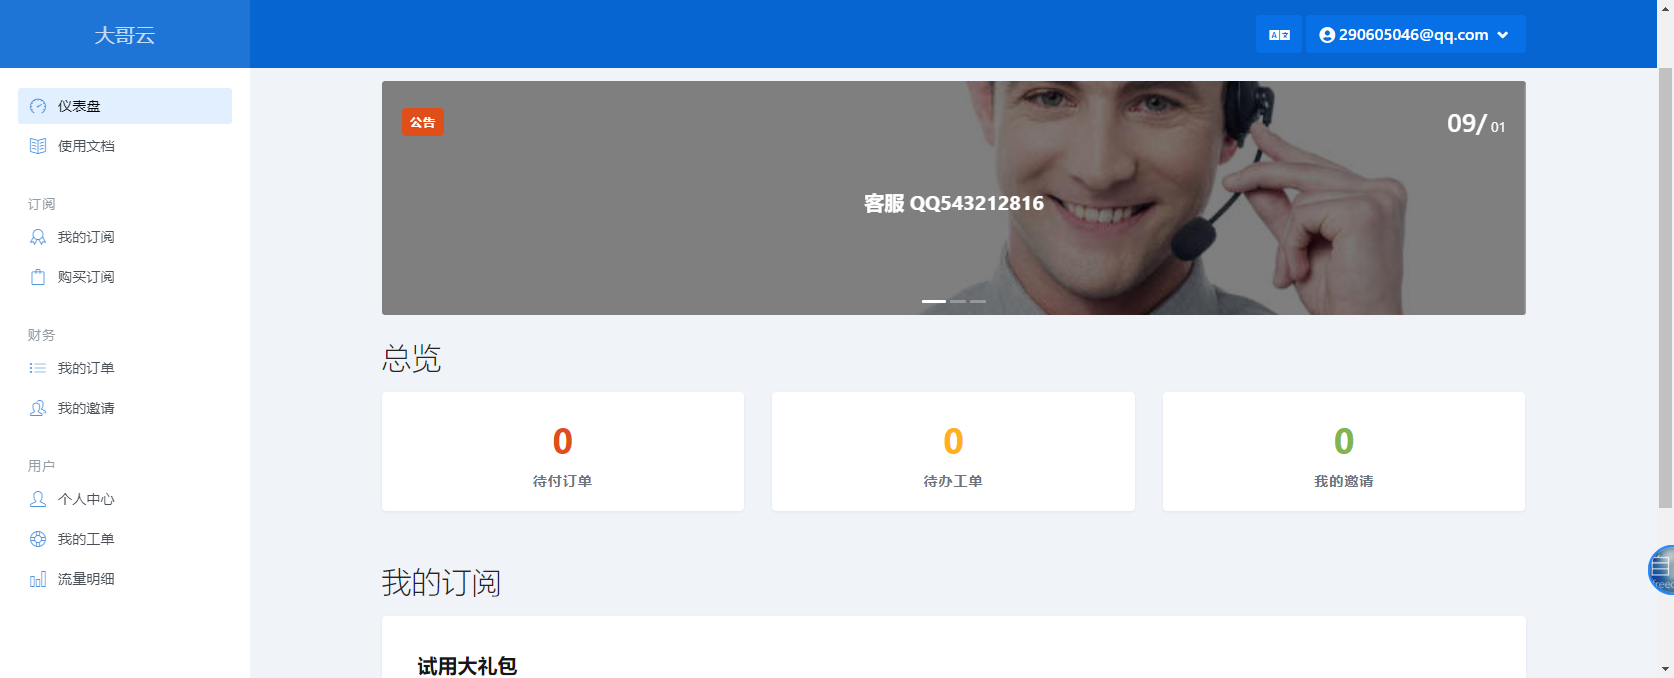 大哥云
290605046@qq.com
仪表盘
使用文档
订阅
我的订阅
购买订阅
财务
我的订单
我的邀请
用户
个人中心
我的工单
流量明细
公告
09/ 01
客服 QQ543212816
总览
0
待付订单
0
待办工单
0
我的邀请
我的订阅
试用大礼包
自